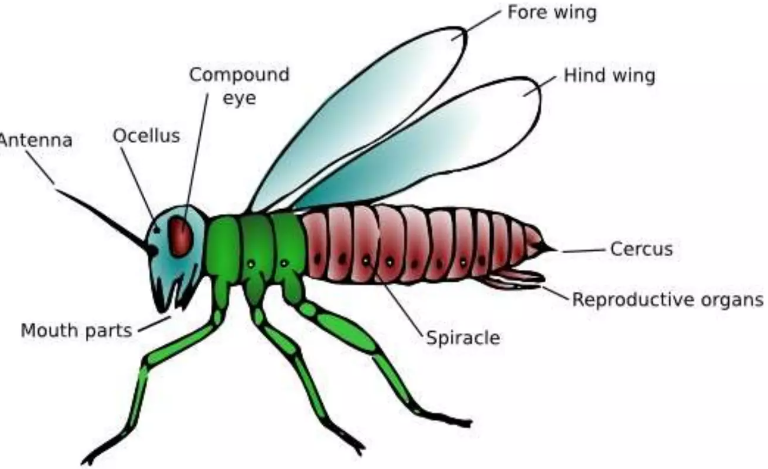 Fore wing
Hind wing
Compound
eye
Antenna
Ocellus
Cercus
Reproductive organs
Mouth parts
Spiracle